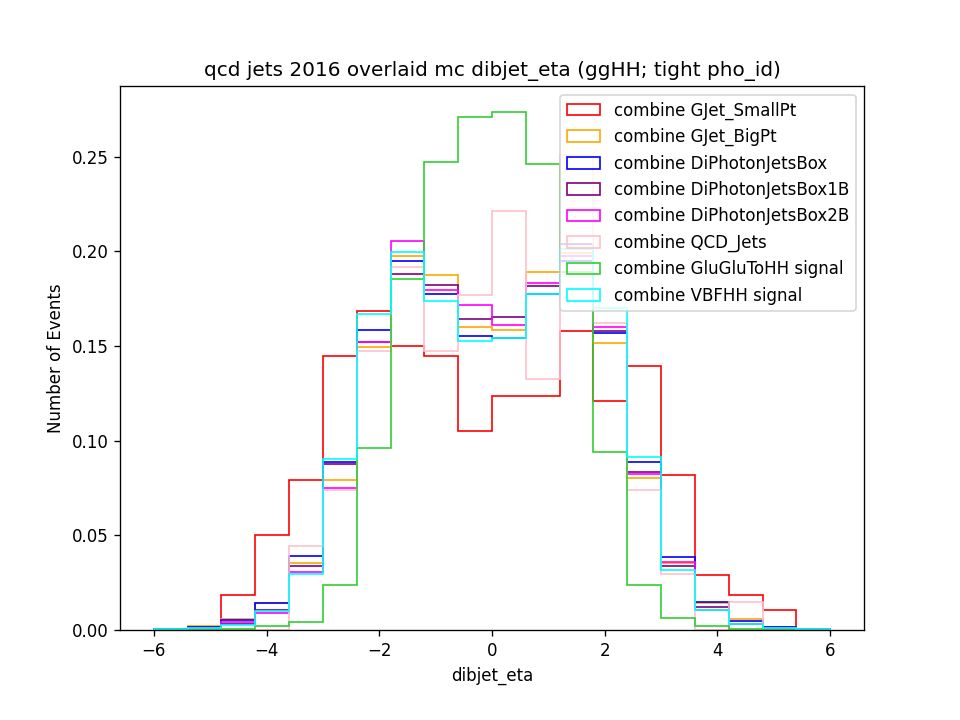 qcd jets 2016 overlaid mc dibjet_eta (ggHH; tight pho_id)
combine GJet_SmallPt
combine GJet_BigPt
combine DiPhotonJetsBox
combine DiPhotonJetsBox1B
combine DiPhotonJetsBox2B
combine QCD_Jets
combine GluGluToHH signal
combine VBFHH signal
Number of Events
0.25
0.20
0.15
0.10
0.05
0.00
−6 −4 −2 0 2 4 6
dibjet_eta